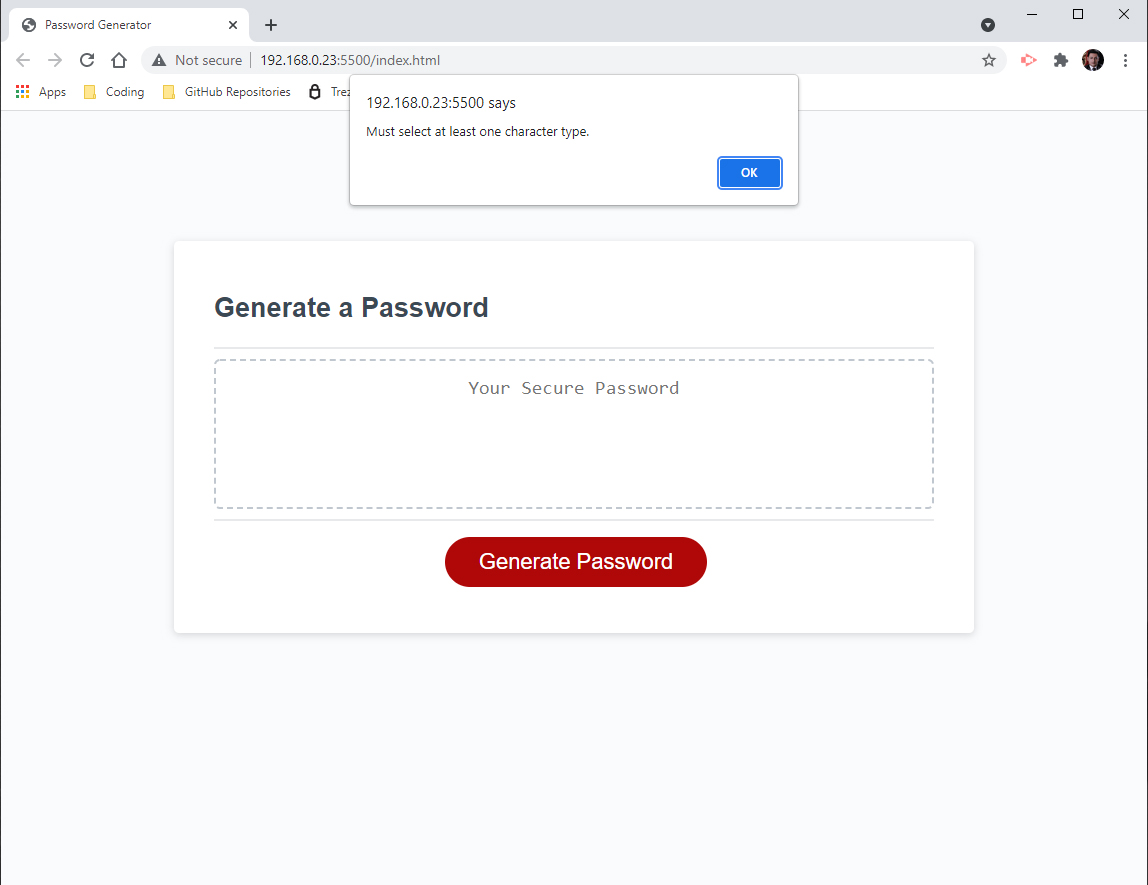 Password Generator
Not secure 192.168.0.23:5500/index.html
Apps Coding GitHub Repositories Trez
192.168.0.23:5500 says
Must select at least one character type.
OK
Generate a Password
Your Secure Password
Generate Password